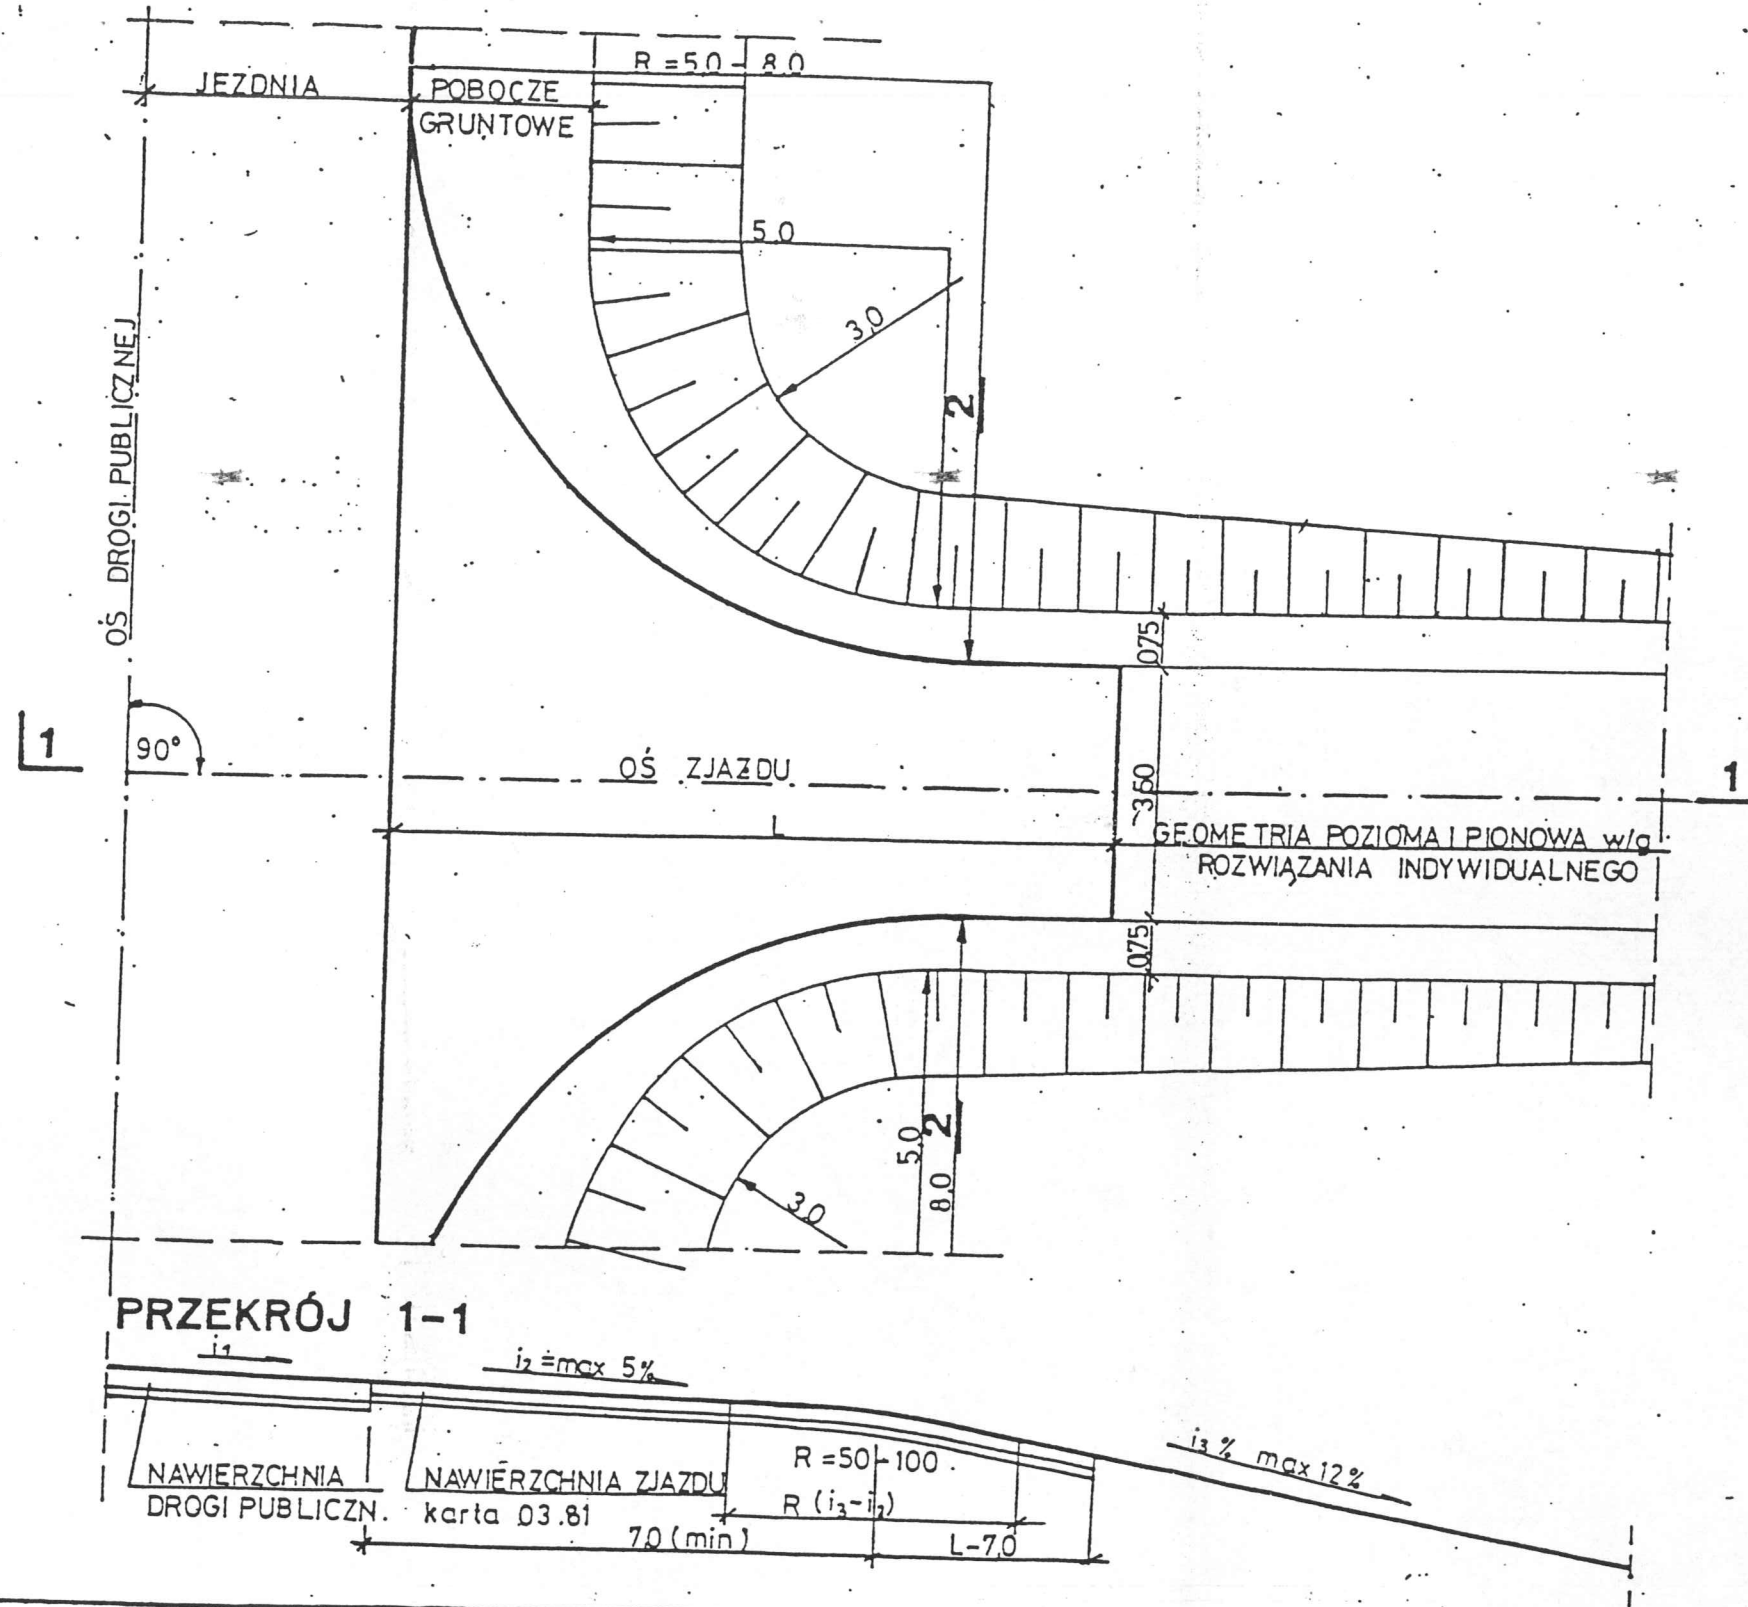 R = 5,0 - 8,0
JEZDNIA
POBOCZE
GRUNTOWE
5,0
3,0
OŚ DROGI PUBLICZNEJ
2
0,75
1
90°
OŚ ZJAZDU
~3,60
1
L
GEOMETRIA POZIOMA I PIONOWA w/g
ROZWIĄZANIA INDYWIDUALNEGO
0,75
2
5,0
8,0
3,0
PRZEKRÓJ 1-1
i1
i2 = max 5%
i3 % max 12%
R = 50-100
NAWIERZCHNIA
DROGI PUBLICZN.
NAWIERZCHNIA ZJAZDU
karta 03.81
R (i3-i2)
7,0 (min)
L-7,0